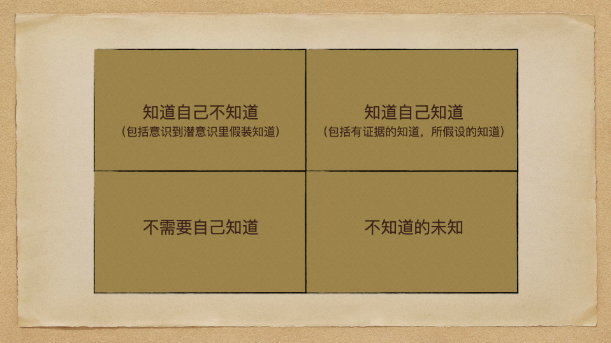 知道自己不知道
（包括意识到潜意识里假装知道）
知道自己知道
（包括有证据的知道，所假设的知道）
不需要自己知道
不知道的未知